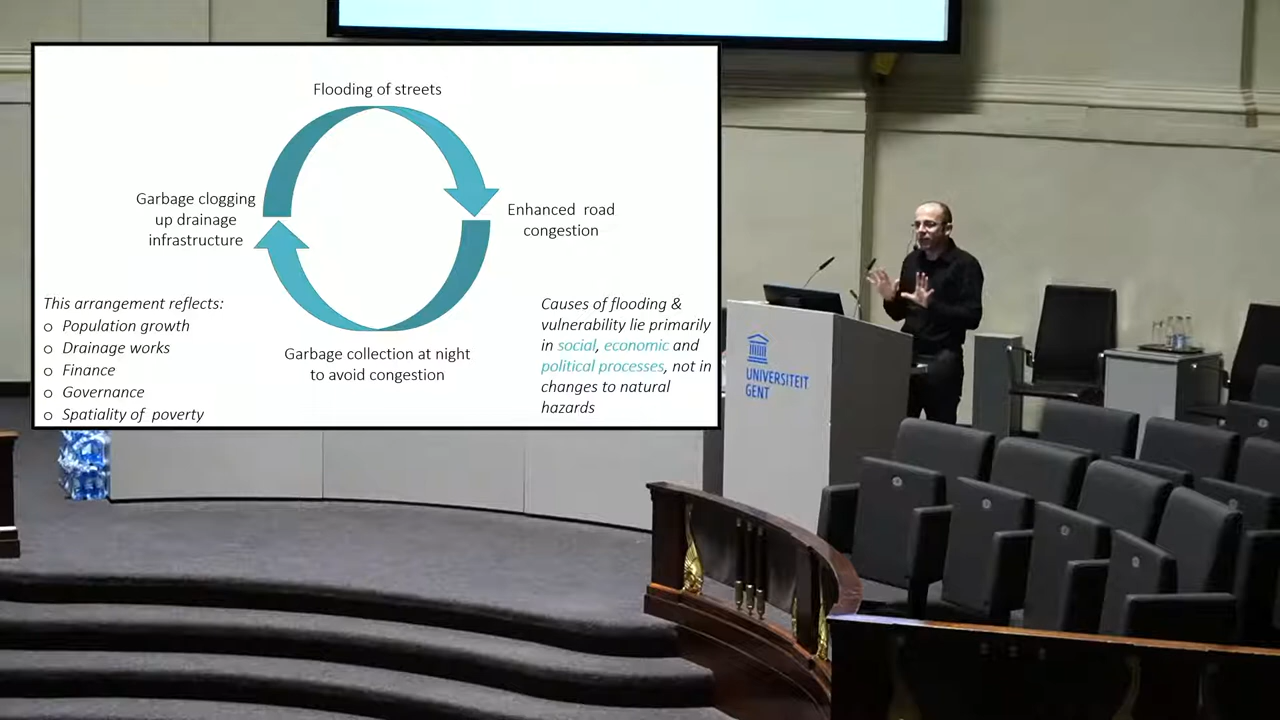 Flooding of streets
Garbage clogging
up drainage
infrastructure
Enhanced road
congestion
Garbage collection at night
to avoid congestion
This arrangement reflects:
o Population growth
o Drainage works
o Finance
o Governance
o Spatiality of poverty
Causes of flooding &
vulnerability lie primarily
in social, economic and
political processes, not in
changes to natural
hazards
UNIVERSITEIT
GENT